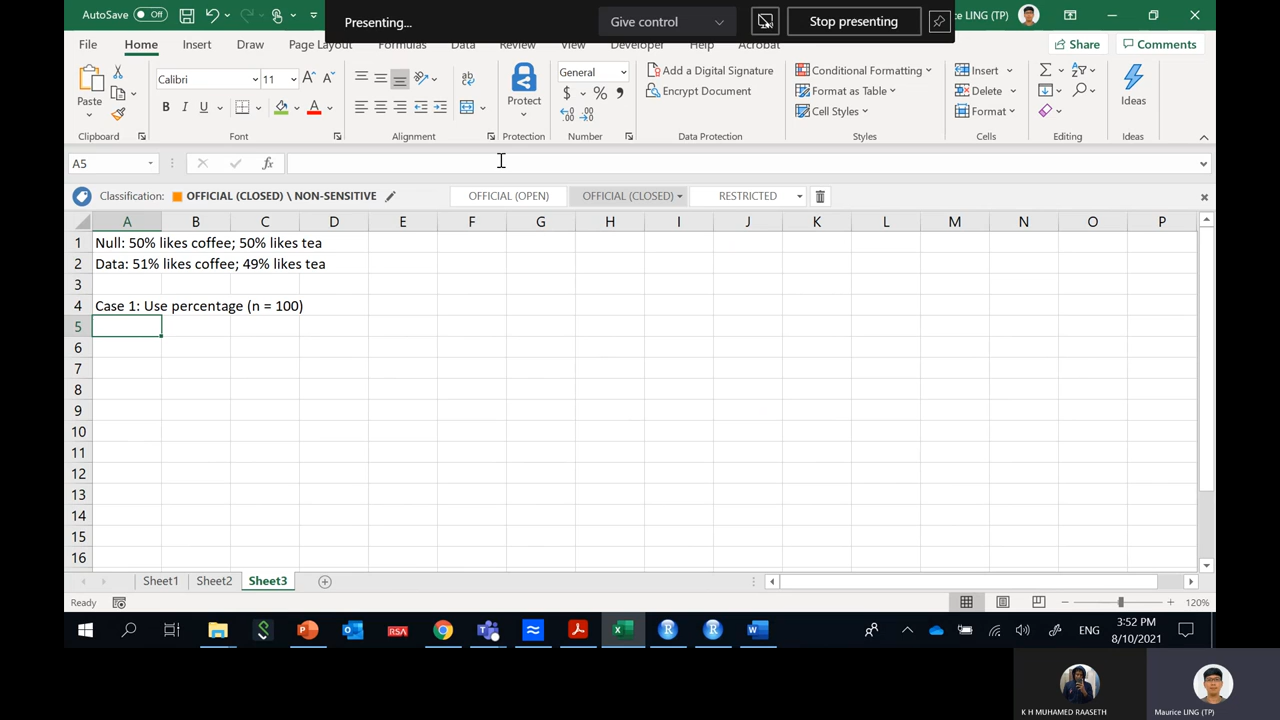 AutoSave Off
Presenting...
Give control
Stop presenting
ce LING (TP)
File Home Insert Draw Page Layout Formulas Data Review View Developer Help Acrobat
Share
Comments
Paste
Calibri
11
General
Protect
Add a Digital Signature
Encrypt Document
Conditional Formatting
Format as Table
Cell Styles
Insert
Delete
Format
Ideas
Clipboard Font Alignment Protection Number Data Protection Styles Cells Editing Ideas
A5
fx
Classification: OFFICIAL (CLOSED) \ NON-SENSITIVE OFFICIAL (OPEN) OFFICIAL (CLOSED) RESTRICTED
A B C D E F G H I J K L M N O P
1 Null: 50% likes coffee; 50% likes tea
2 Data: 51% likes coffee; 49% likes tea
3
4 Case 1: Use percentage (n = 100)
5
6
7
8
9
10
11
12
13
14
15
16
Sheet1 Sheet2 Sheet3
Ready
120%
RSA
ENG
3:52 PM
8/10/2021
K H MUHAMED RAASETH
Maurice LING (TP)